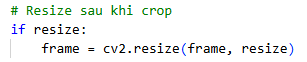 # Resize sau khi crop
if resize:
    frame = cv2.resize(frame, resize)